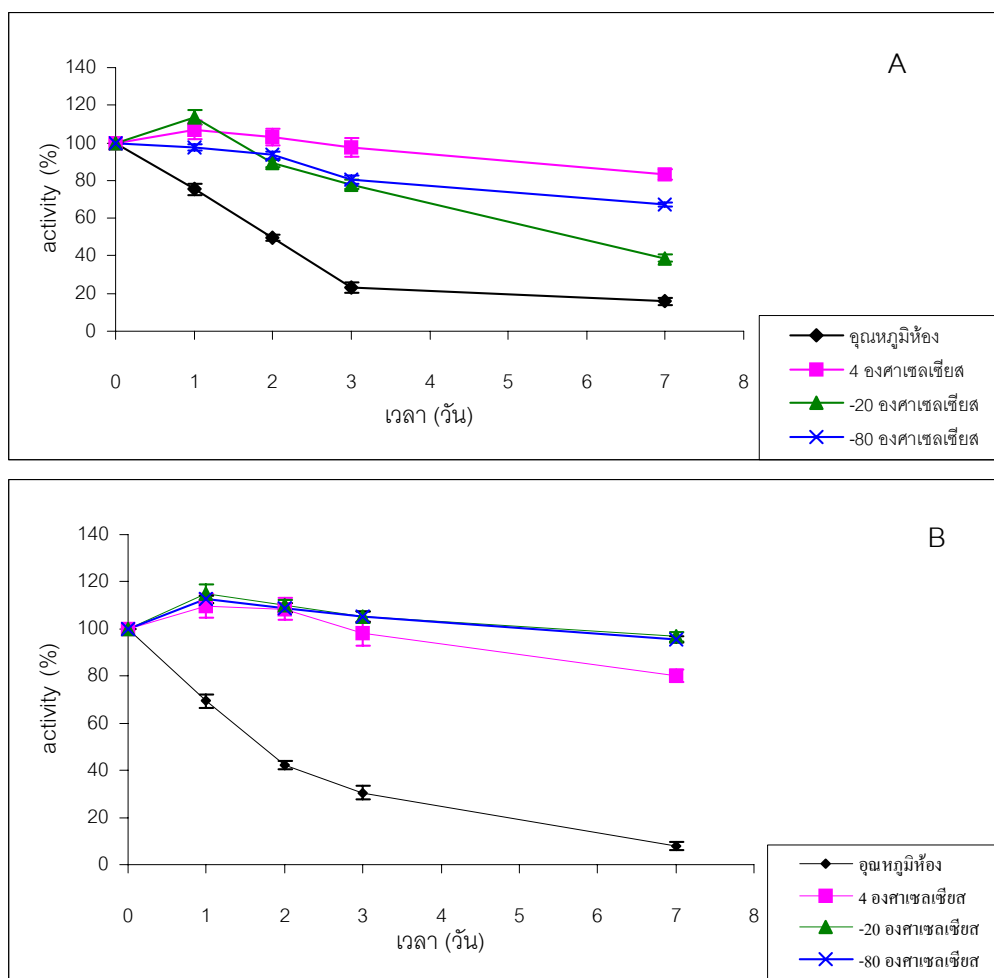 A
140
120
100
80
60
40
20
0
activity (%)
0 1 2 3 4 5 6 7 8
เวลา (วัน)
อุณหภูมิห้อง
4 องศาเซลเซียส
-20 องศาเซลเซียส
-80 องศาเซลเซียส
B
140
120
100
80
60
40
20
0
activity (%)
0 1 2 3 4 5 6 7 8
เวลา (วัน)
อุณหภูมิห้อง
4 องศาเซลเซียส
-20 องศาเซลเซียส
-80 องศาเซลเซียส